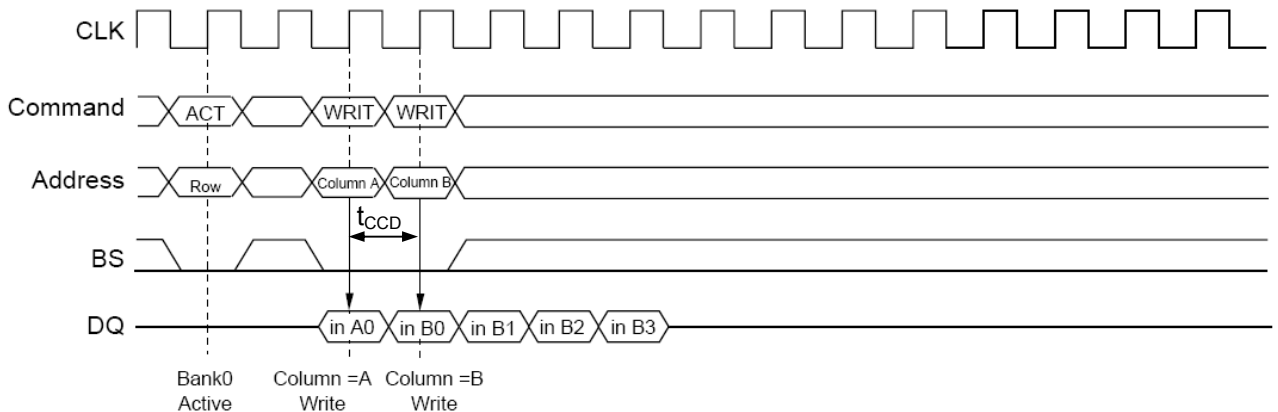 CLK
Command ACT WRIT WRIT
Address Row Column A Column B
tCCD
BS
DQ in A0 in B0 in B1 in B2 in B3
Bank0 Column =A Column =B
Active Write Write